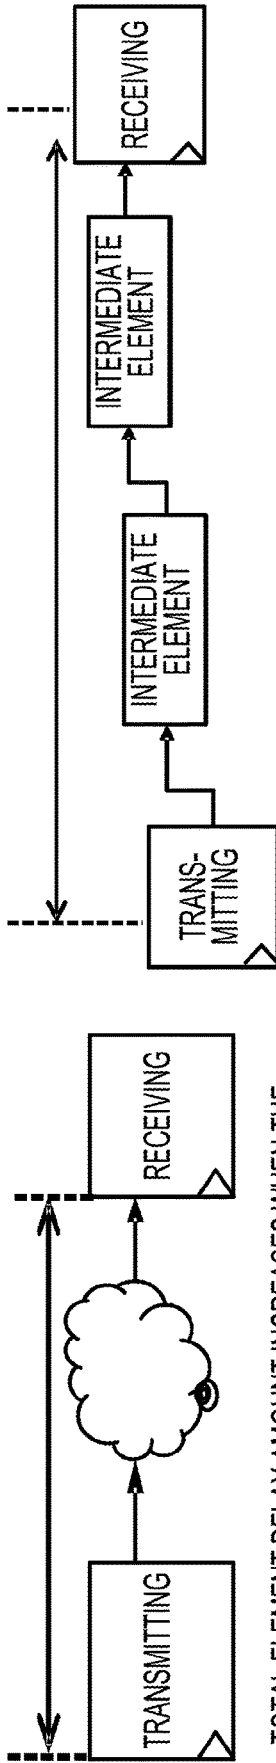 TRANSMITTING
RECEIVING
TRANS-
MITTING
INTERMEDIATE
ELEMENT
INTERMEDIATE
ELEMENT
RECEIVING
TOTAL ELEMENT DELAY AMOUNT INCREASES WHEN THE